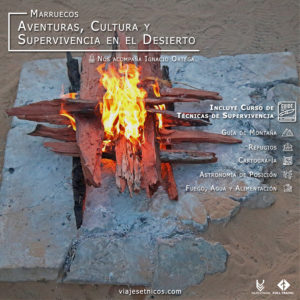 Marruecos
Aventuras, Cultura y
Supervivencia en el Desierto
Nos acompaña Ignacio Ortega
Incluye Curso de
Técnicas de Supervivencia
Guía de Montaña
Refugios
Cartografía
Astronomía de Posición
Fuego, Agua y Alimentación
viajesetnicos.com